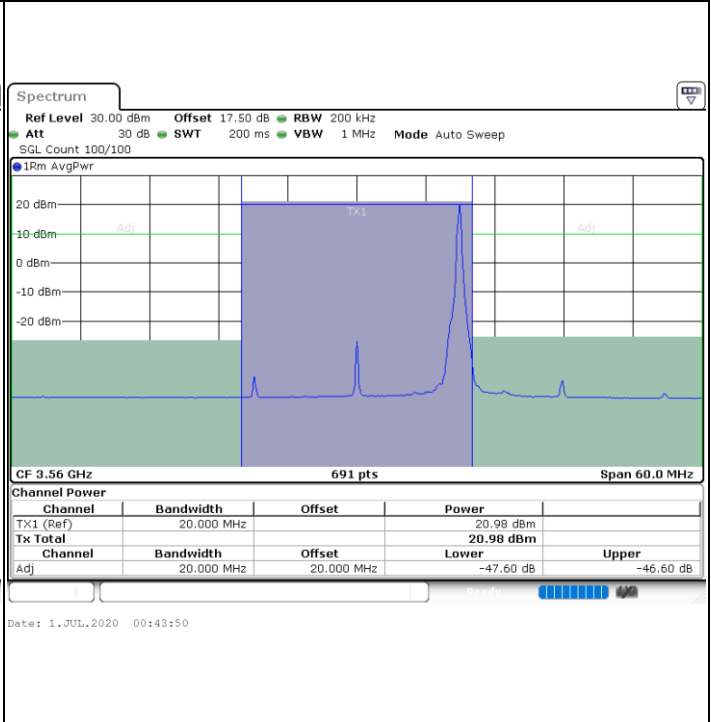 Spectrum
Ref Level 30.00 dBm Offset 17.50 dB RBW 200 kHz
Att 30 dB SWT 200 ms VBW 1 MHz Mode Auto Sweep
SGL Count 100/100
1Rm AvgPwr
20 dBm
TX1
Adj
Adj
10 dBm
0 dBm
-10 dBm
-20 dBm
CF 3.56 GHz 691 pts Span 60.0 MHz
Channel Power
Channel Bandwidth Offset Power
TX1 (Ref) 20.000 MHz 20.98 dBm
Tx Total 20.98 dBm
Channel Bandwidth Offset Lower Upper
Adj 20.000 MHz 20.000 MHz -47.60 dB -46.60 dB
Ready
Date: 1.JUL.2020 00:43:50